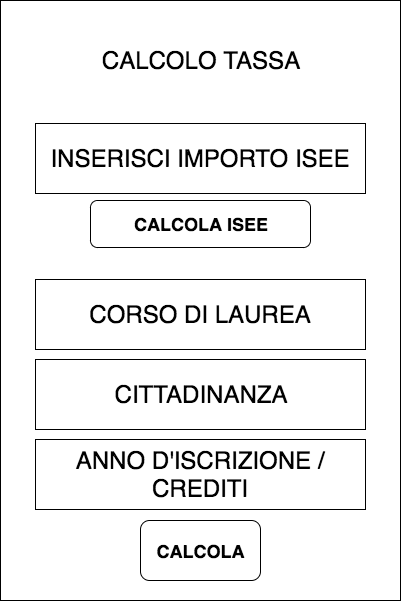 CALCOLO TASSA
INSERISCI IMPORTO ISEE
CALCOLA ISEE
CORSO DI LAUREA
CITTADINANZA
ANNO D'ISCRIZIONE /
CREDITI
CALCOLA